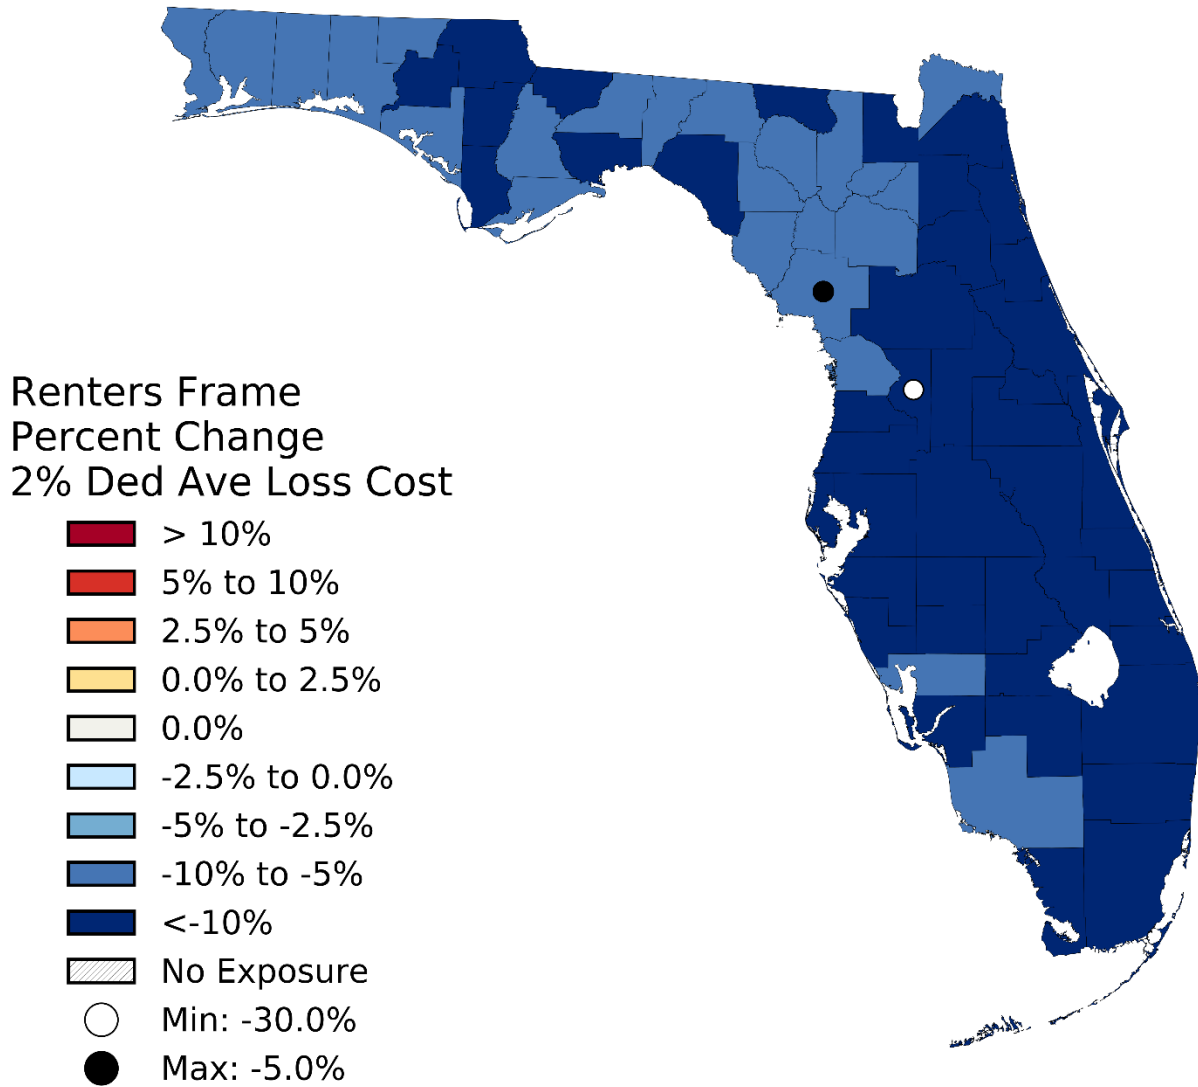 Renters Frame
Percent Change
2% Ded Ave Loss Cost
> 10%
5% to 10%
2.5% to 5%
0.0% to 2.5%
0.0%
-2.5% to 0.0%
-5% to -2.5%
-10% to -5%
<-10%
No Exposure
Min: -30.0%
Max: -5.0%